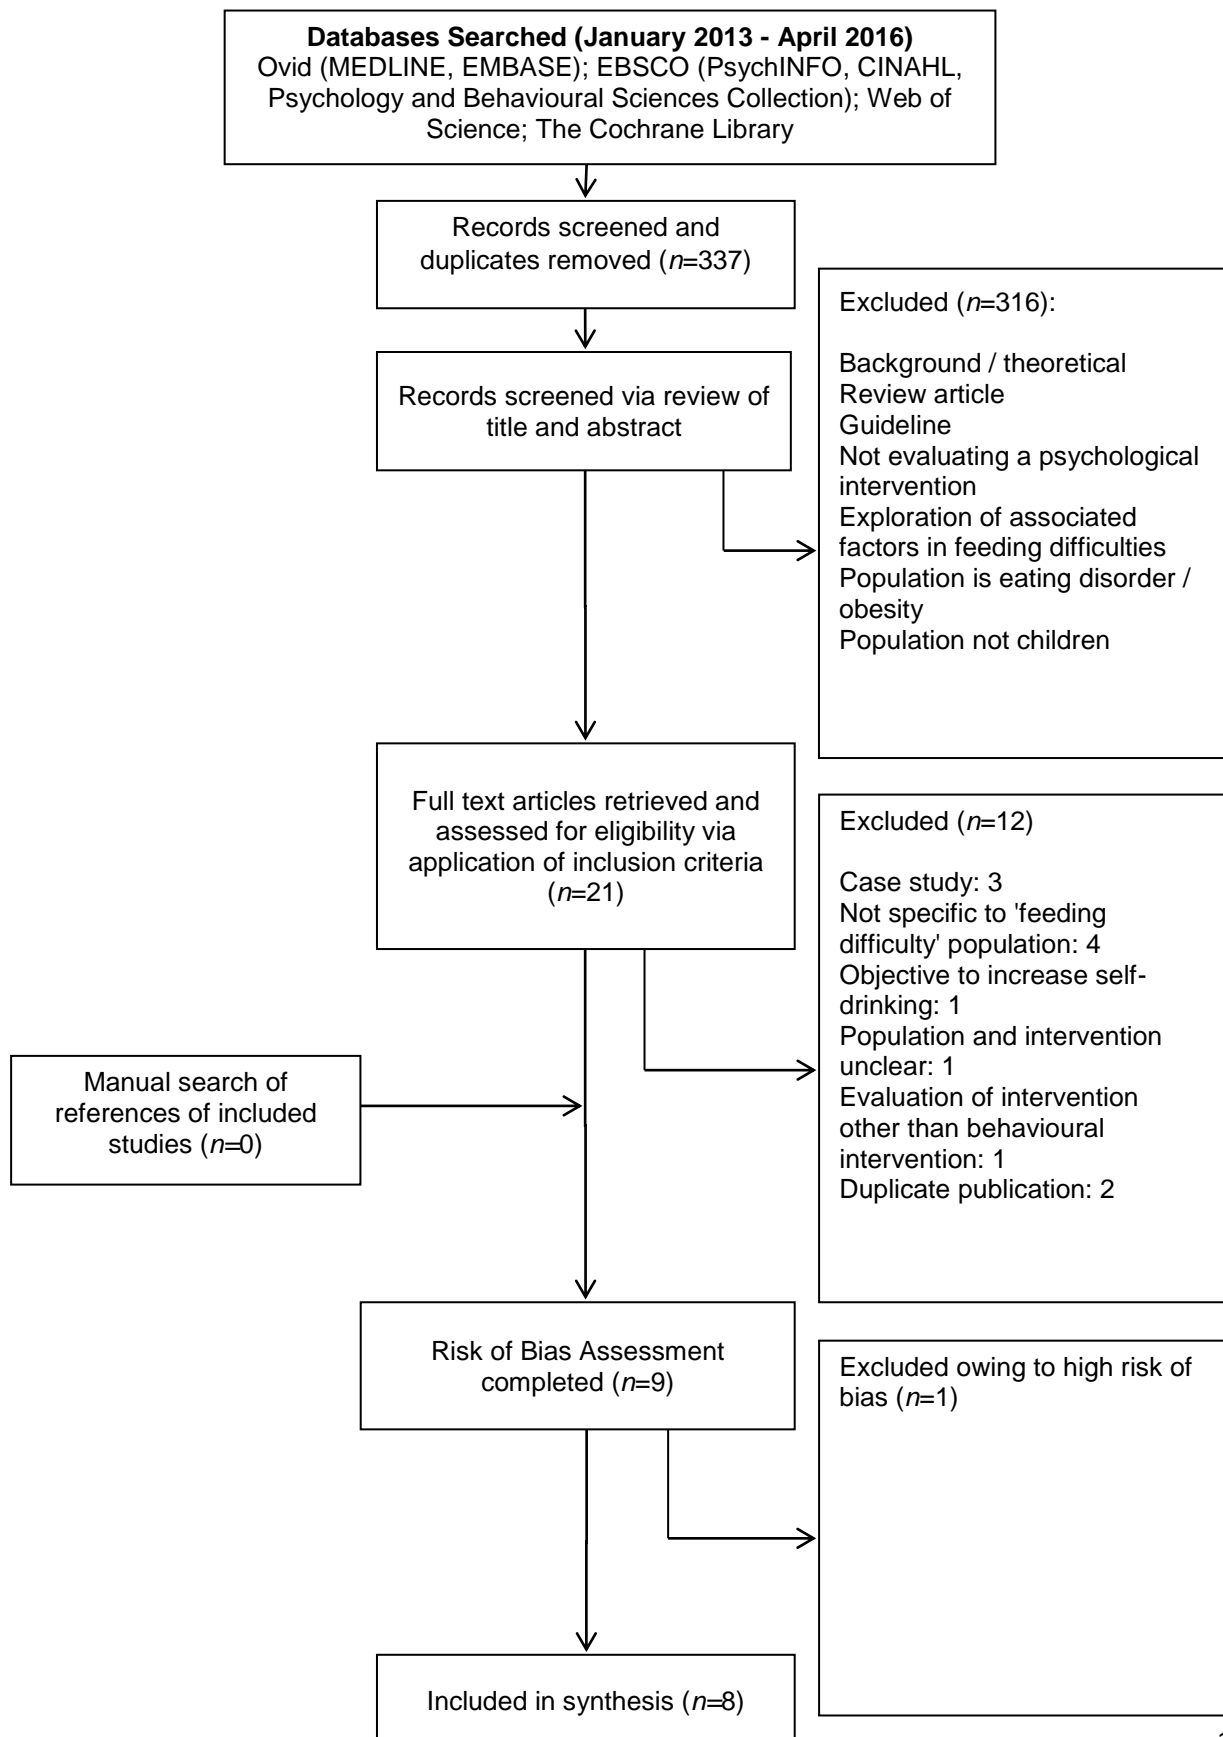 Databases Searched (January 2013 - April 2016)
Ovid (MEDLINE, EMBASE); EBSCO (PsychINFO, CINAHL,
Psychology and Behavioural Sciences Collection); Web of
Science; The Cochrane Library
Records screened and
duplicates removed (n=337)
Records screened via review of
title and abstract
Excluded (n=316):
Background / theoretical
Review article
Guideline
Not evaluating a psychological
intervention
Exploration of associated
factors in feeding difficulties
Population is eating disorder /
obesity
Population not children
Full text articles retrieved and
assessed for eligibility via
application of inclusion criteria
(n=21)
Excluded (n=12)
Case study: 3
Not specific to 'feeding
difficulty' population: 4
Objective to increase self-
drinking: 1
Population and intervention
unclear: 1
Evaluation of intervention
other than behavioural
intervention: 1
Duplicate publication: 2
Manual search of
references of included
studies (n=0)
Risk of Bias Assessment
completed (n=9)
Excluded owing to high risk of
bias (n=1)
Included in synthesis (n=8)